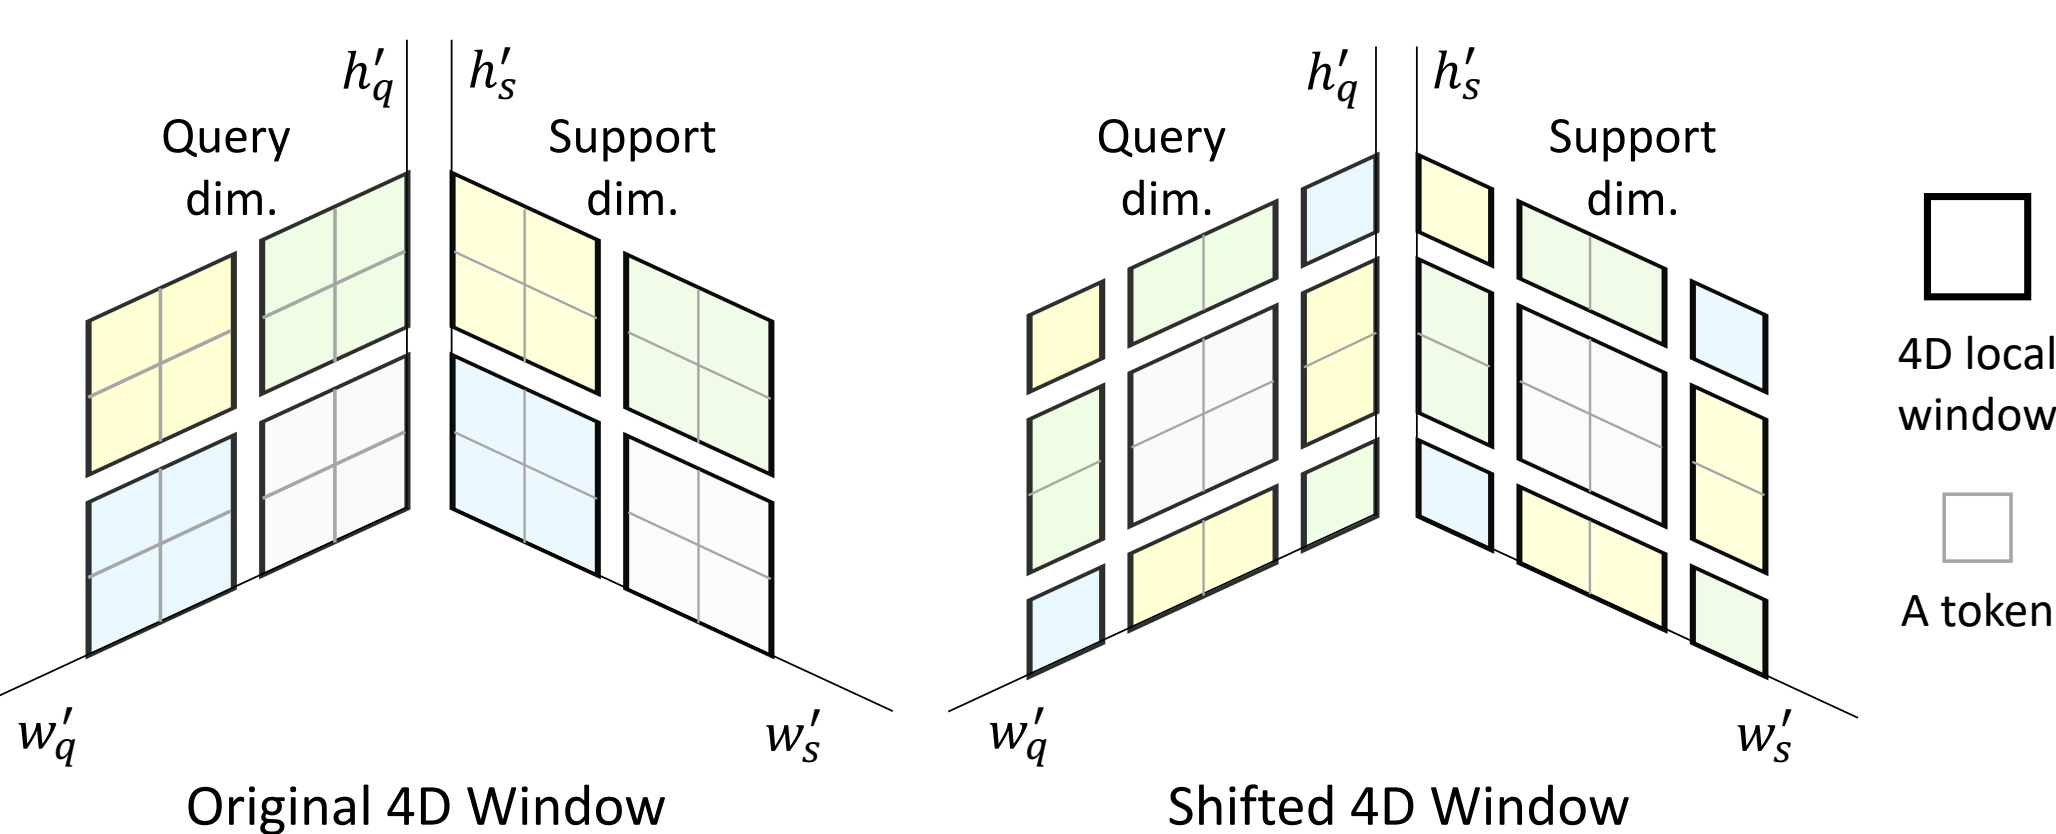 h′q h′s
Query dim.
Support dim.
w′q
w′s
Original 4D Window
h′q h′s
Query dim.
Support dim.
w′q
w′s
Shifted 4D Window
4D local
window
A token